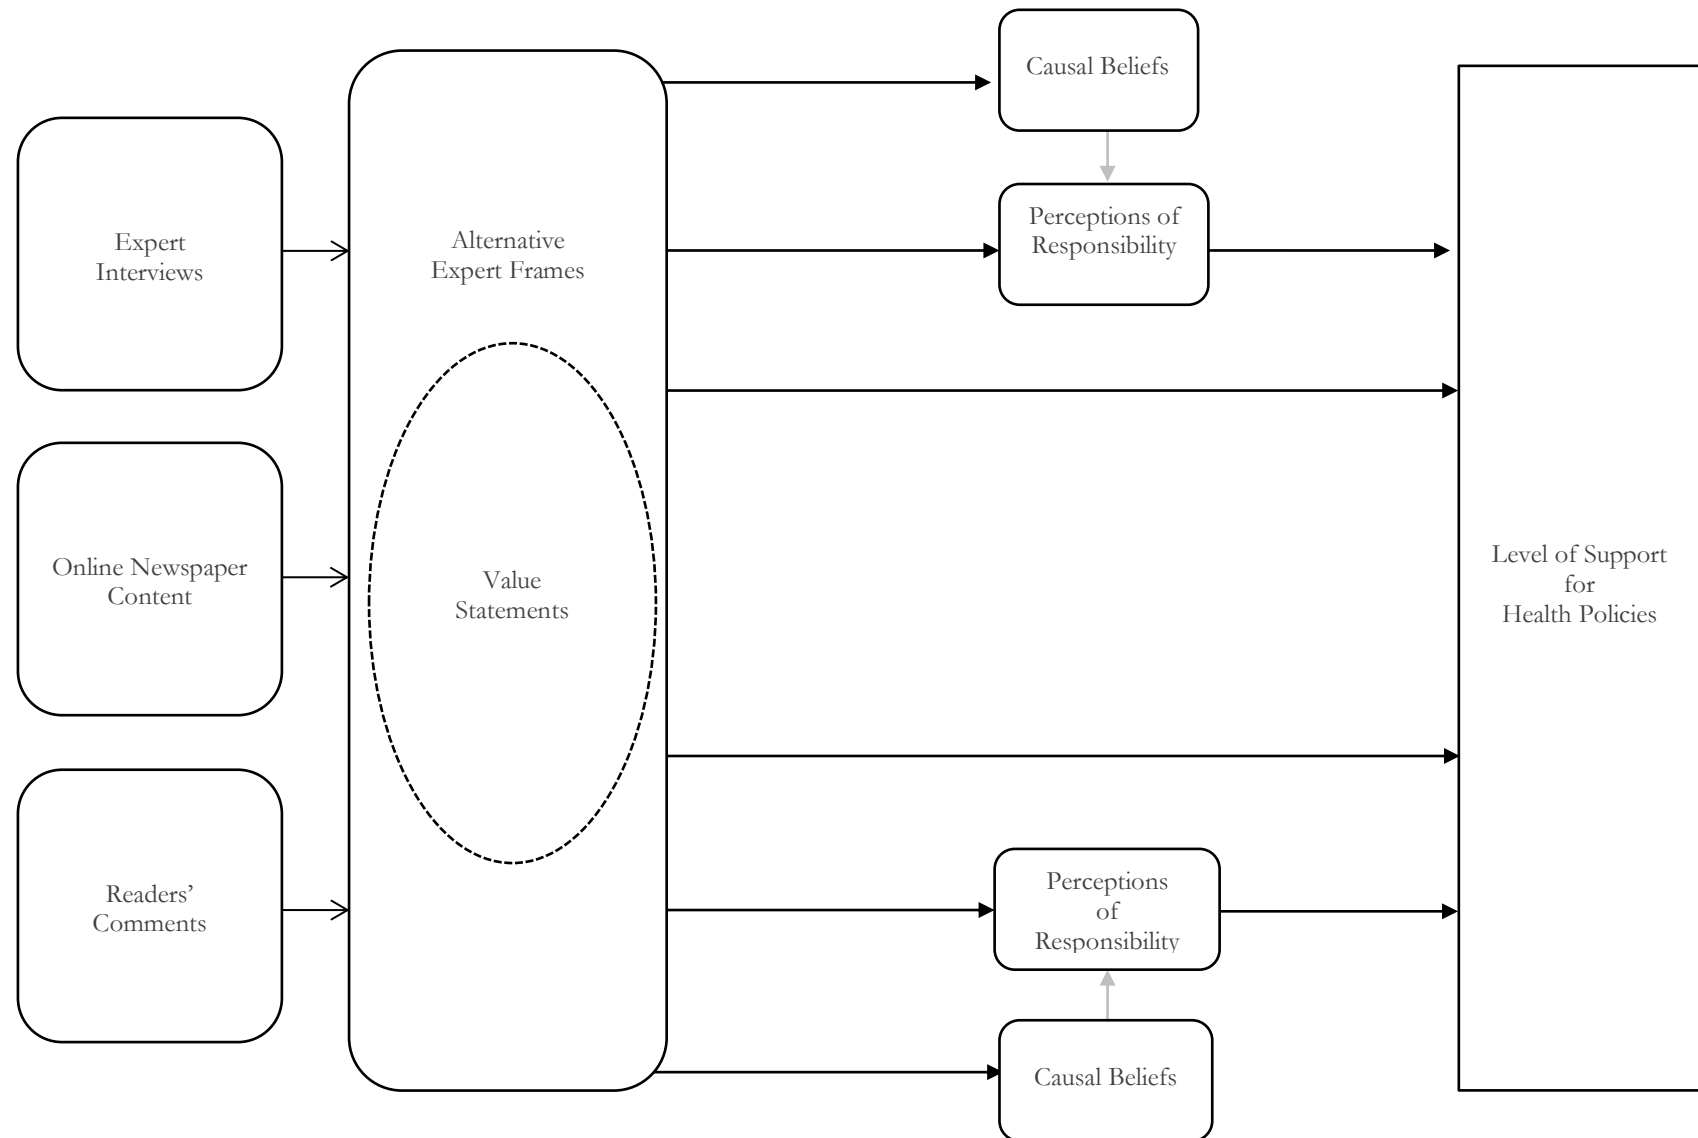 Causal Beliefs
Perceptions of
Responsibility
Expert
Interviews
Alternative
Expert Frames
Online Newspaper
Content
Value
Statements
Level of Support
for
Health Policies
Readers’
Comments
Perceptions
of
Responsibility
Causal Beliefs